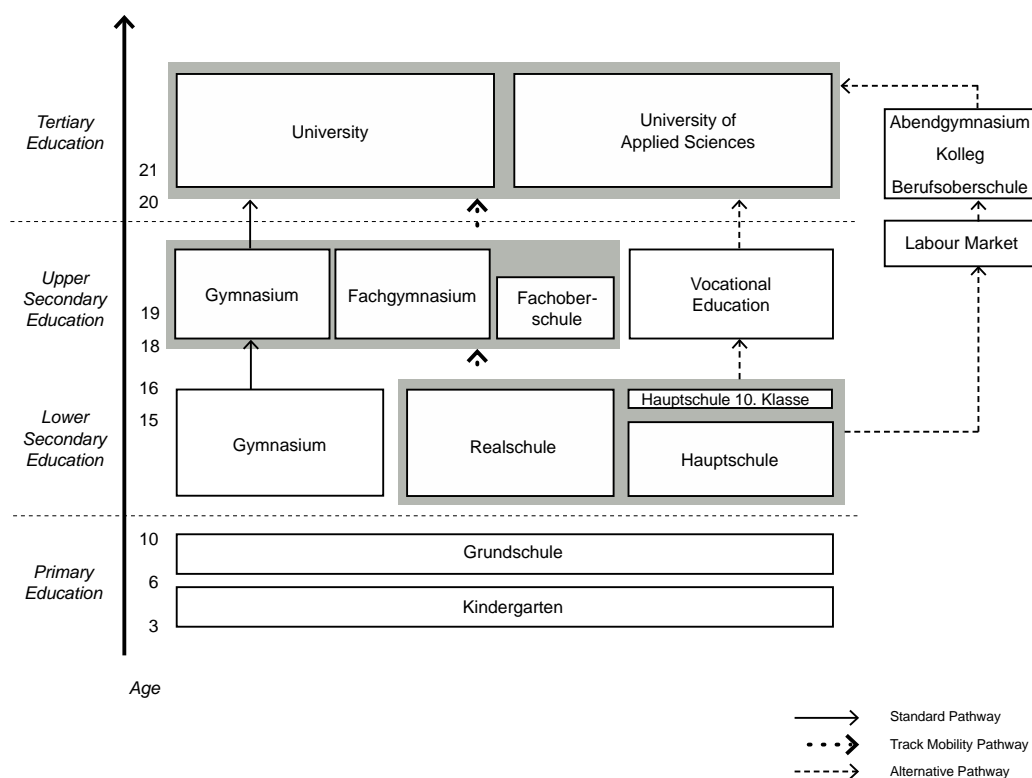 Tertiary
Education
University
University of
Applied Sciences
Abendgymnasium
Kolleg
Berufsoberschule
21
20
Labour Market
Upper
Secondary
Education
Gymnasium
Fachgymnasium
Fachober-
schule
Vocational
Education
19
18
16
15
Lower
Secondary
Education
Gymnasium
Realschule
Hauptschule 10. Klasse
Hauptschule
10
Grundschule
6
Primary
Education
Kindergarten
3
Age
Standard Pathway
Track Mobility Pathway
Alternative Pathway